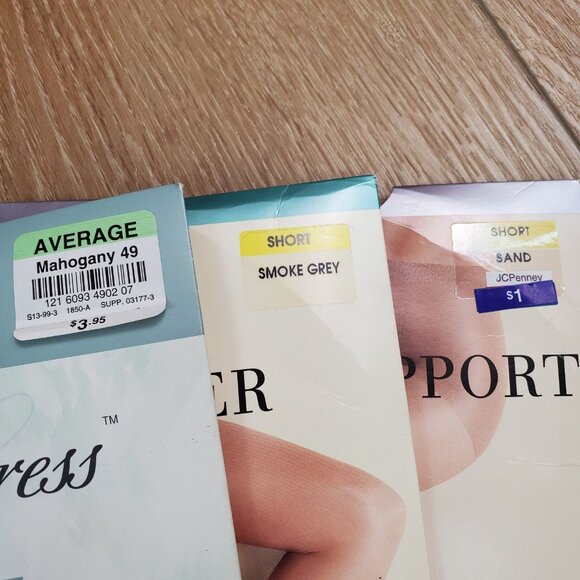 AVERAGE
Mahogany 49
121 6093 4902 07
S13-99-3 1850-A SUPP. 03177-3
$3.95
TM
ress
SHORT
SMOKE GREY
ER
SHORT
SAND
JCPenney
$1
PPORT